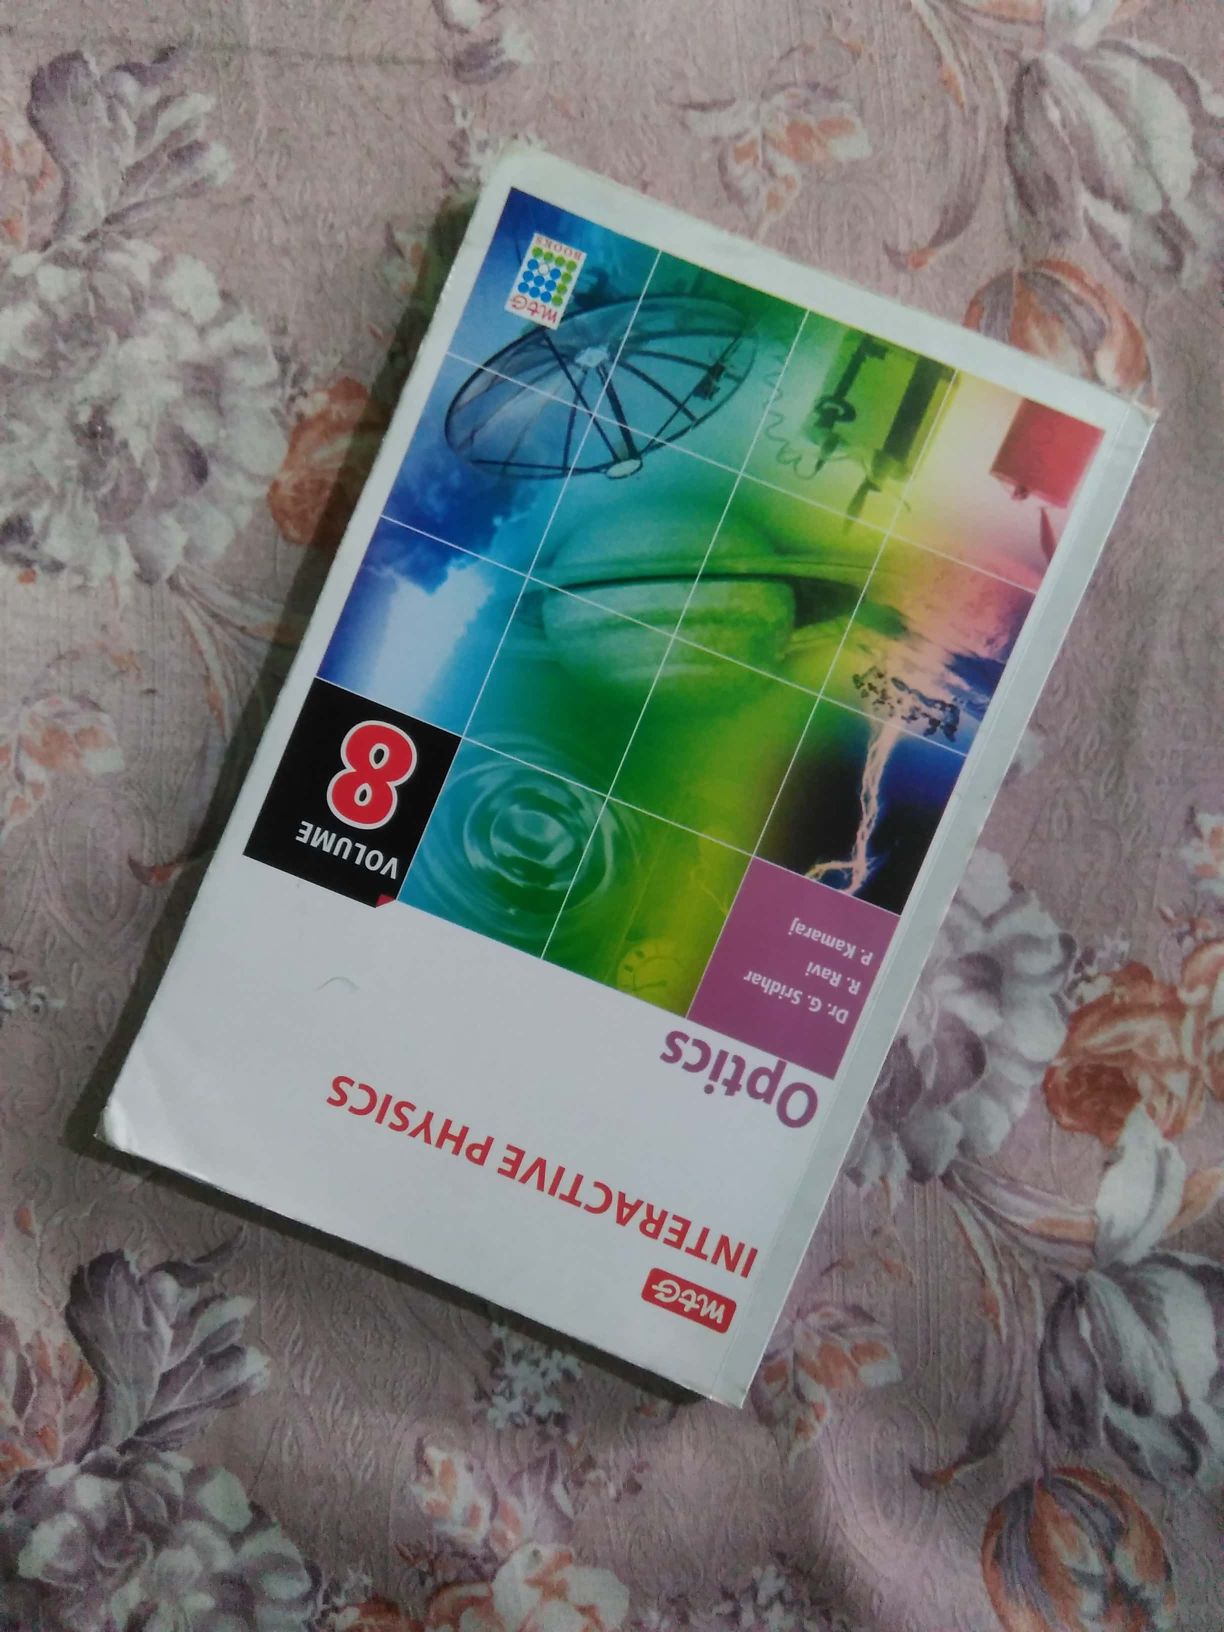 mtG
INTERACTIVE PHYSICS
Optics
Dr. G. Sridhar
R. Ravi
P. Kamaraj
VOLUME
8
mtG
BOOKS